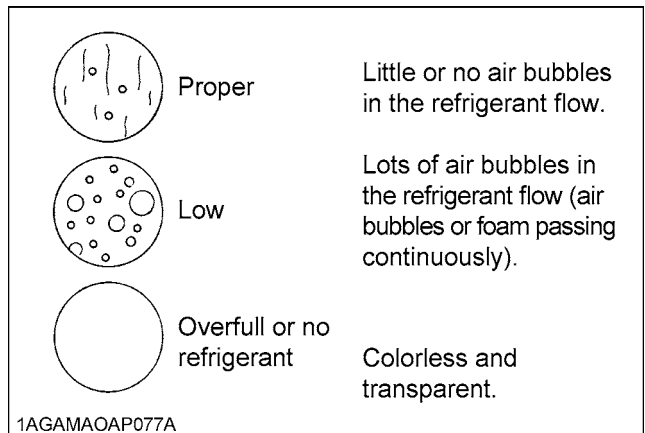 Proper
Little or no air bubbles
in the refrigerant flow.
Low
Lots of air bubbles in
the refrigerant flow (air
bubbles or foam passing
continuously).
Overfull or no
refrigerant
Colorless and
transparent.
1AGAMAOAP077A